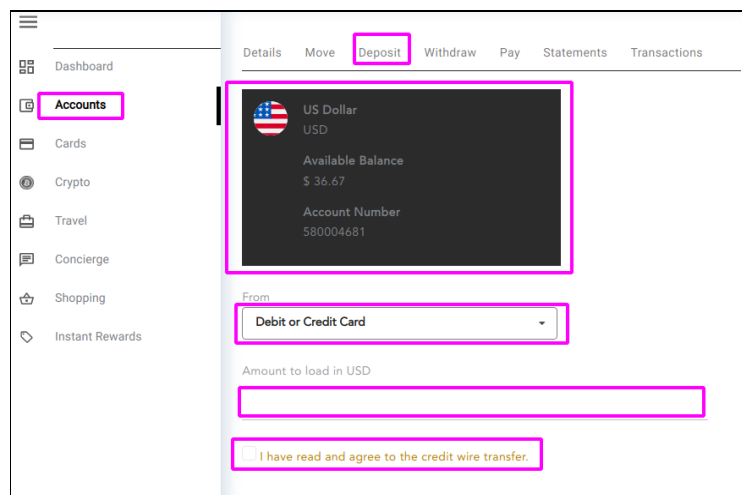 Details Move Deposit Withdraw Pay Statements Transactions
Dashboard
Accounts
Cards
Crypto
Travel
Concierge
Shopping
Instant Rewards
US Dollar
USD
Available Balance
$ 36.67
Account Number
580004681
From
Debit or Credit Card
Amount to load in USD
I have read and agree to the credit wire transfer.